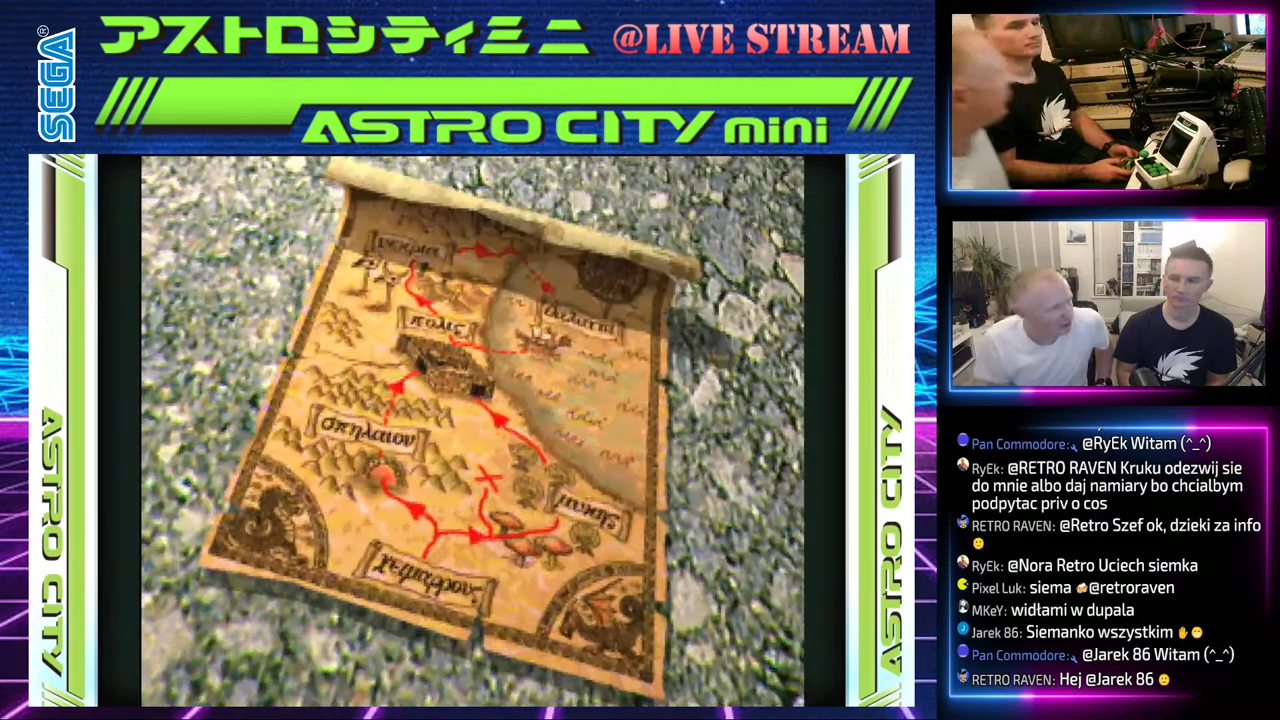 SEGA®
アストロシティミニ @LIVE STREAM
ASTRO CITY mini
πολις
σπηλαιον
ASTRO CITY
ASTRO CITY
Pan Commodore: @RyEk Witam (^_^)
RyEk: @RETRO RAVEN Kruku odezwij sie
do mnie albo daj namiary bo chcialbym
podpytac priv o cos
RETRO RAVEN: @Retro Szef ok, dzieki za info
🙂
RyEk: @Nora Retro Uciech siemka
Pixel Luk: siema 🍻@retroraven
MKeY: widłami w dupala
Jarek 86: Siemanko wszystkim ✋😁
Pan Commodore: @Jarek 86 Witam (^_^)
RETRO RAVEN: Hej @Jarek 86 🙂